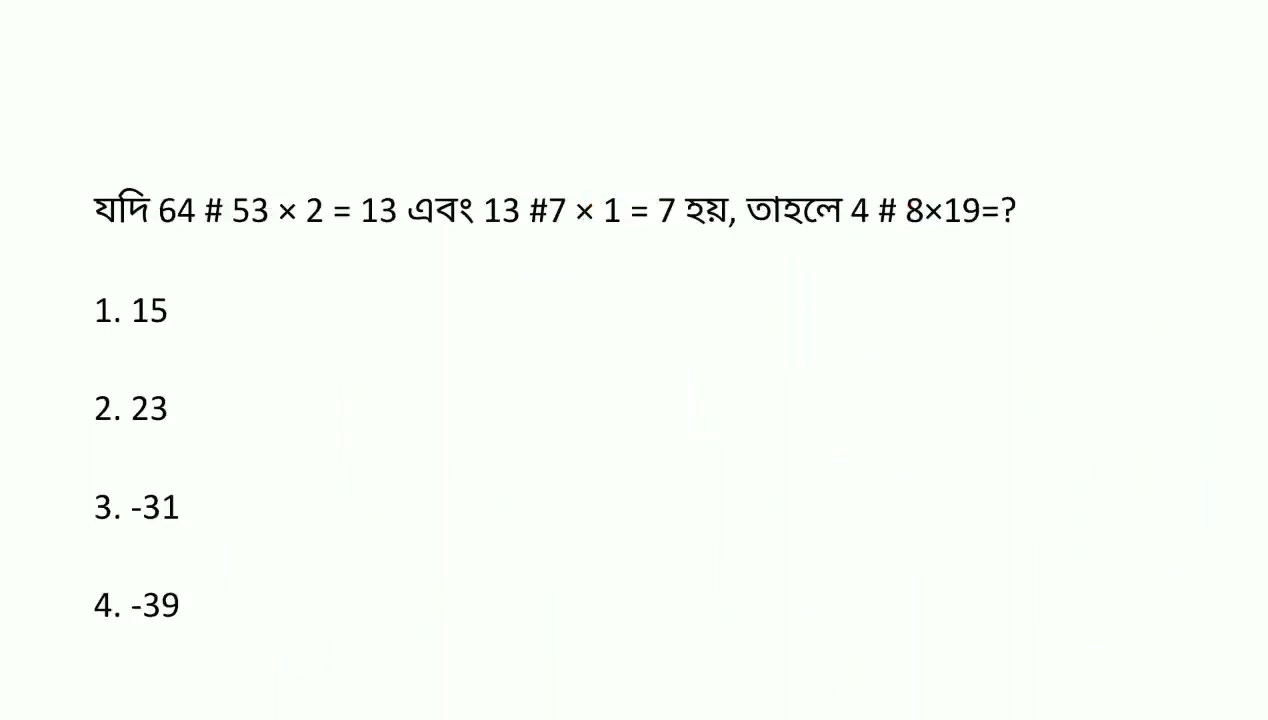 যদি 64 # 53 × 2 = 13 এবং 13 #7 × 1 = 7 হয়, তাহলে 4 # 8×19=?
1. 15
2. 23
3. -31
4. -39